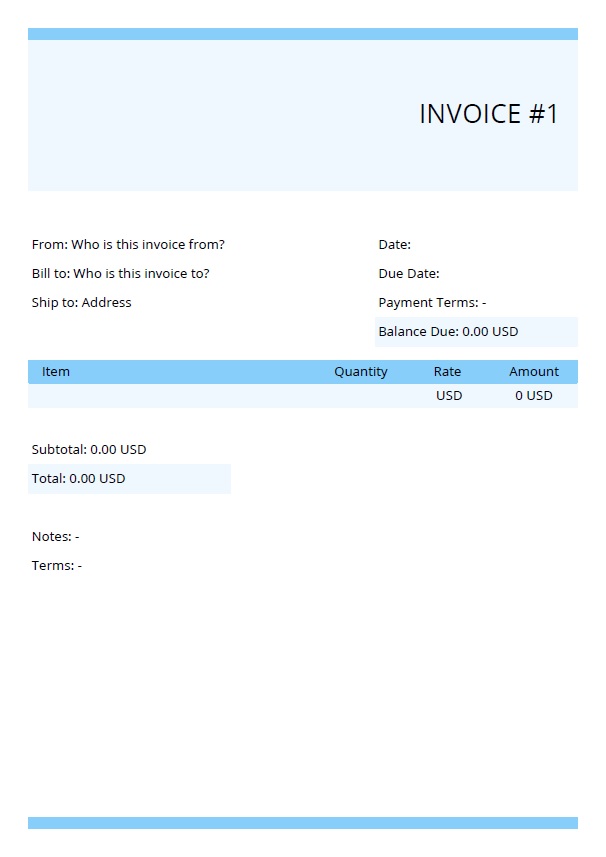 INVOICE #1
From: Who is this invoice from?
Bill to: Who is this invoice to?
Ship to: Address
Date:
Due Date:
Payment Terms: -
Balance Due: 0.00 USD
Item Quantity Rate Amount
USD 0 USD
Subtotal: 0.00 USD
Total: 0.00 USD
Notes: -
Terms: -